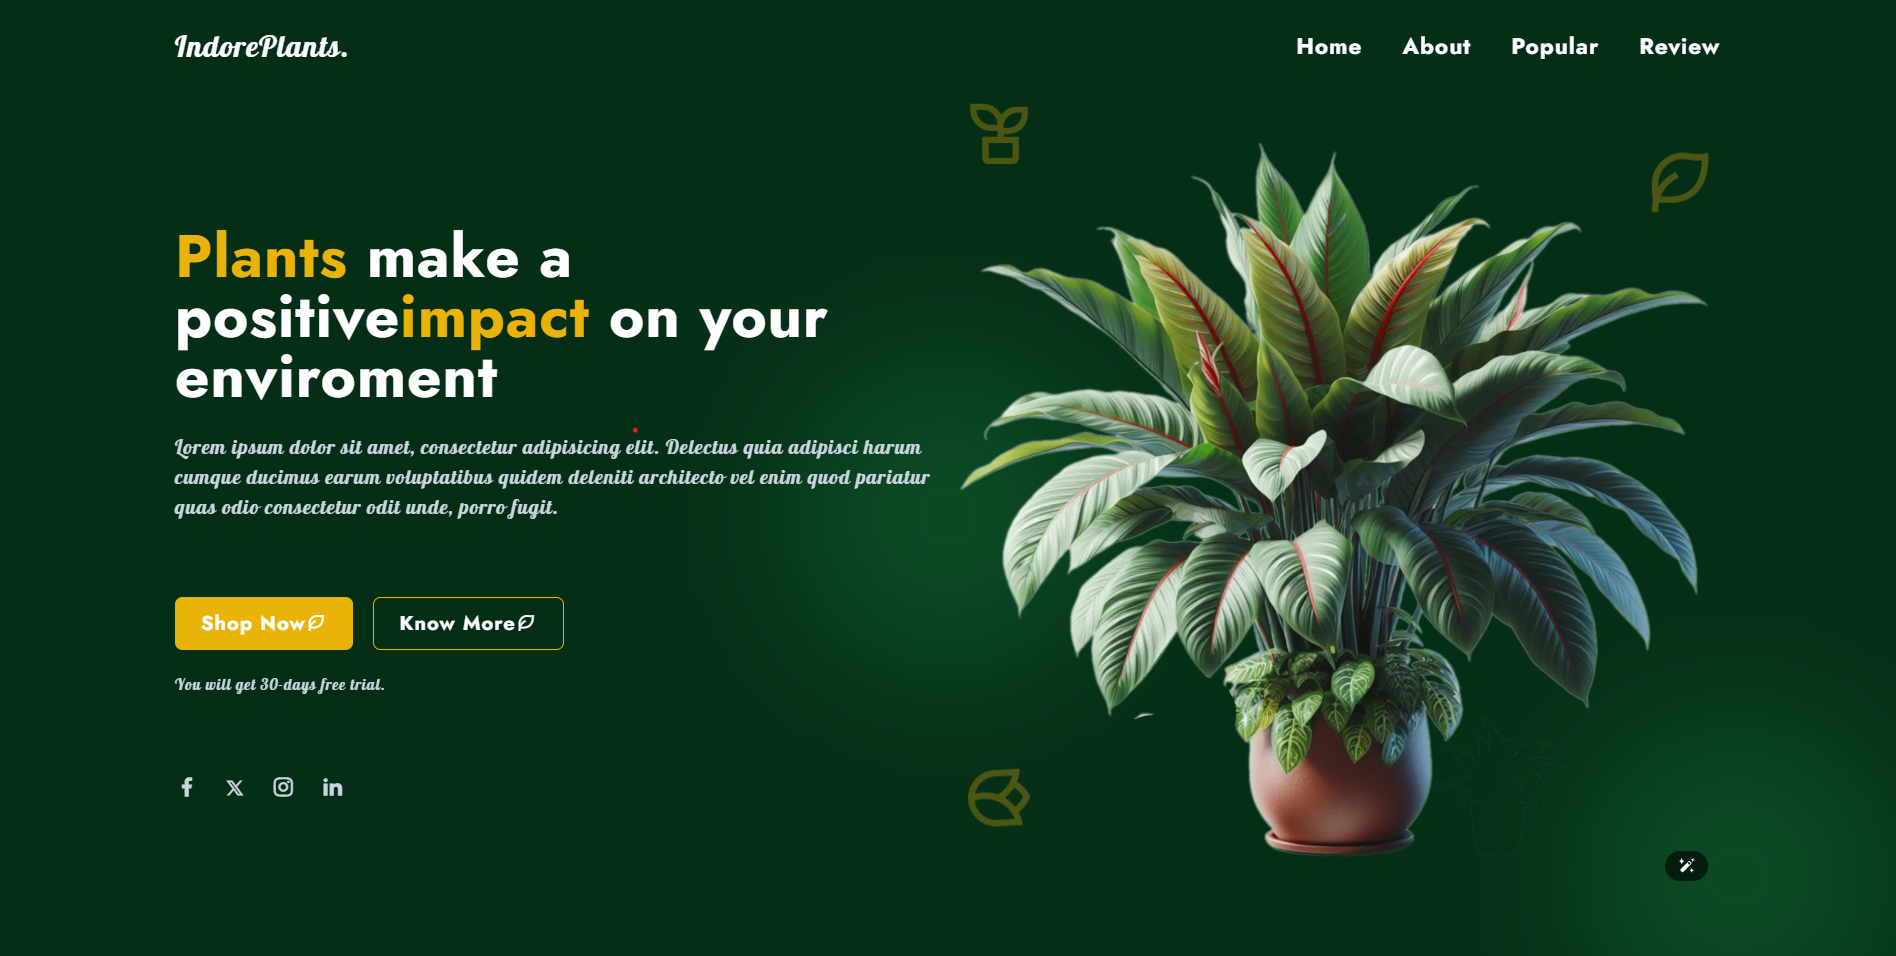 IndorePlants.
Home About Popular Review
Plants make a
positiveimpact on your
enviroment
Lorem ipsum dolor sit amet, consectetur adipisicing elit. Delectus quia adipisci harum
cumque ducimus earum voluptatibus quidem deleniti architecto vel enim quod pariatur
quas odio consectetur odit unde, porro fugit.
Shop Now Know More
You will get 30-days free trial.